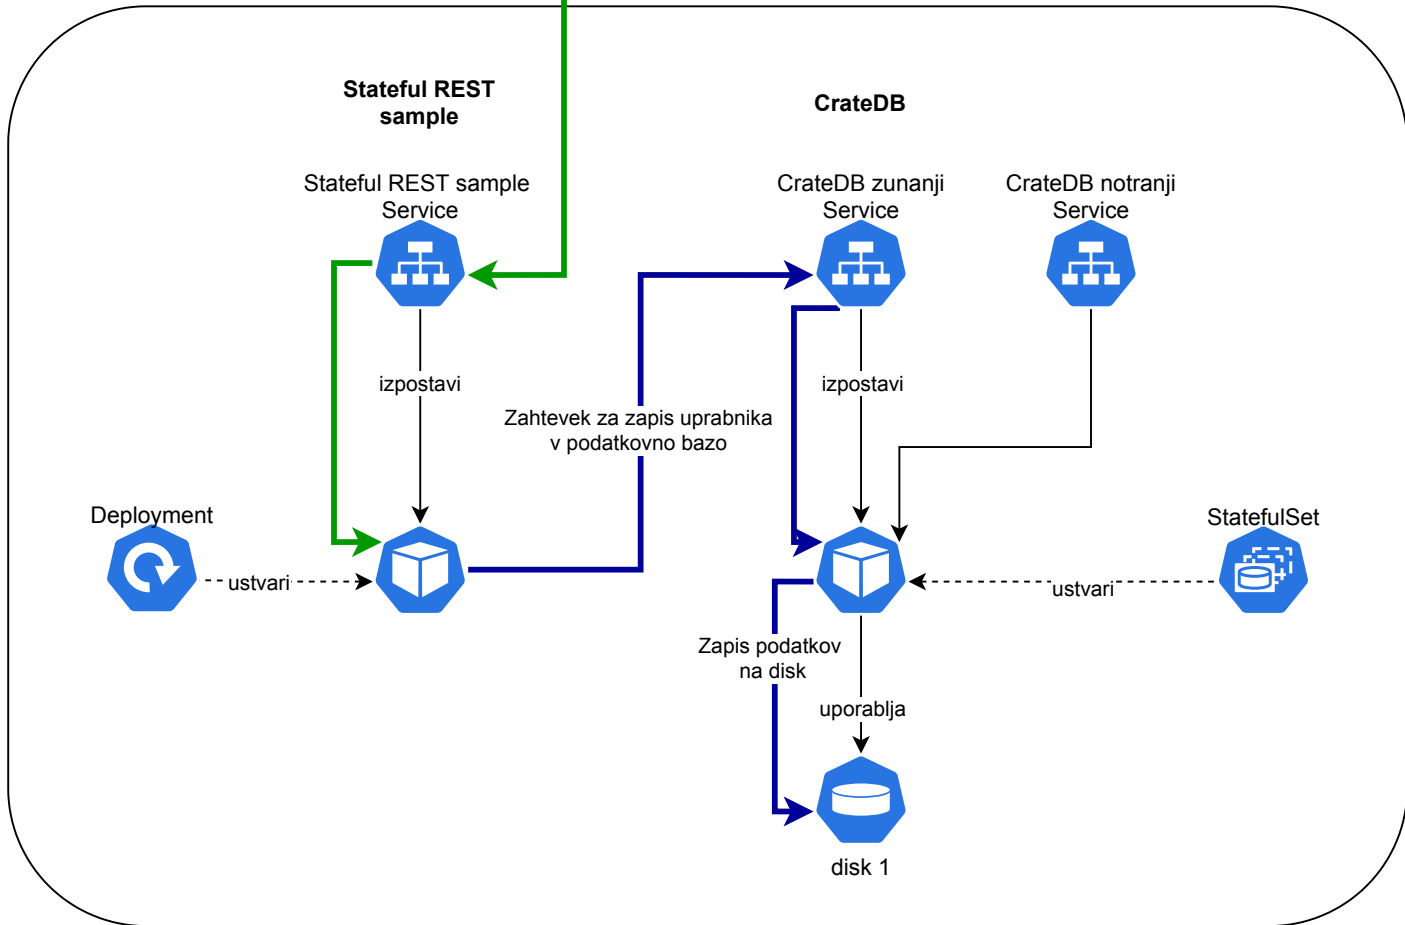 Stateful REST
sample
CrateDB
Stateful REST sample
Service
CrateDB zunanji
Service
CrateDB notranji
Service
izpostavi
izpostavi
Zahtevek za zapis uprabnika
v podatkovno bazo
Deployment
StatefulSet
ustvari
ustvari
Zapis podatkov
na disk
uporablja
disk 1